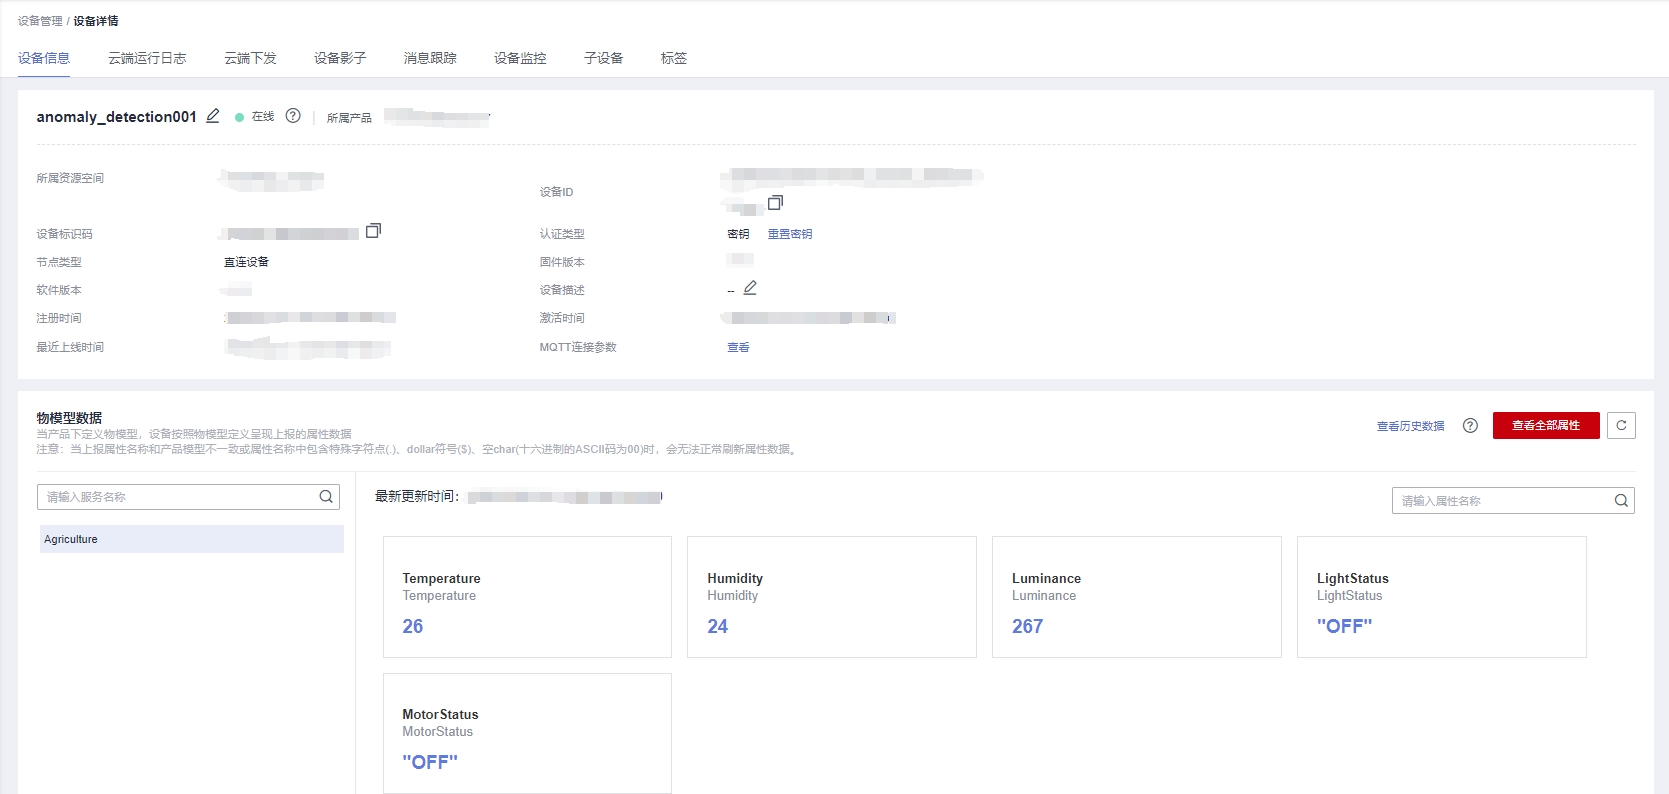 设备管理 / 设备详情
设备信息 云端运行日志 云端下发 设备影子 消息跟踪 设备监控 子设备 标签
anomaly_detection001 在线 所属产品
所属资源空间
设备ID
设备标识码
认证类型 密钥 重置密钥
节点类型 直连设备
固件版本
软件版本
设备描述 --
注册时间
激活时间
最近上线时间
MQTT连接参数 查看
物模型数据
当产品下定义物模型，设备按照物模型定义呈现上报的属性数据
注意：当上报属性名称和产品模型不一致或属性名称中包含特殊字符点(.)、dollar符号($)、空char(十六进制的ASCII码为00)时，会无法正常刷新属性数据。
查看历史数据 查看全部属性
请输入服务名称
Agriculture
最新更新时间：
请输入属性名称
Temperature
Temperature
26
Humidity
Humidity
24
Luminance
Luminance
267
LightStatus
LightStatus
"OFF"
MotorStatus
MotorStatus
"OFF"